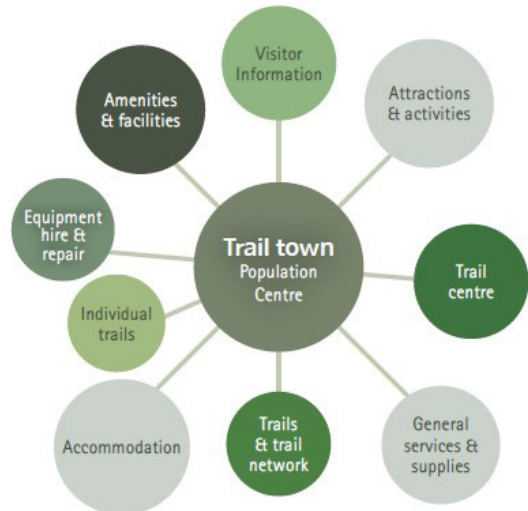 Visitor
Information
Amenities
& facilities
Attractions
& activities
Equipment
hire &
repair
Trail town
Population
Centre
Trail
centre
Individual
trails
Accommodation
Trails
& trail
network
General
services &
supplies